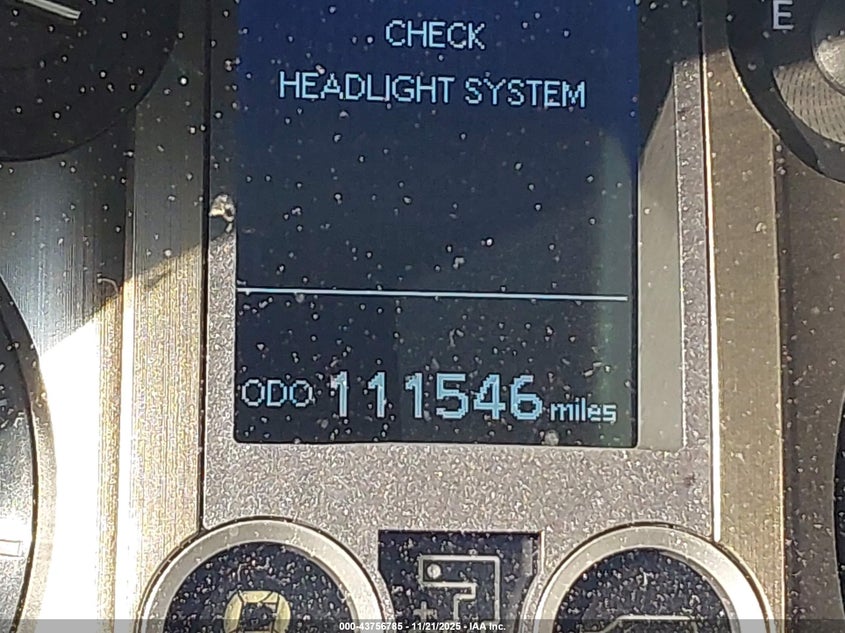 E
CHECK
HEADLIGHT SYSTEM
ODO 111546 miles
000-43756785 - 11/21/2025 - IAA Inc.